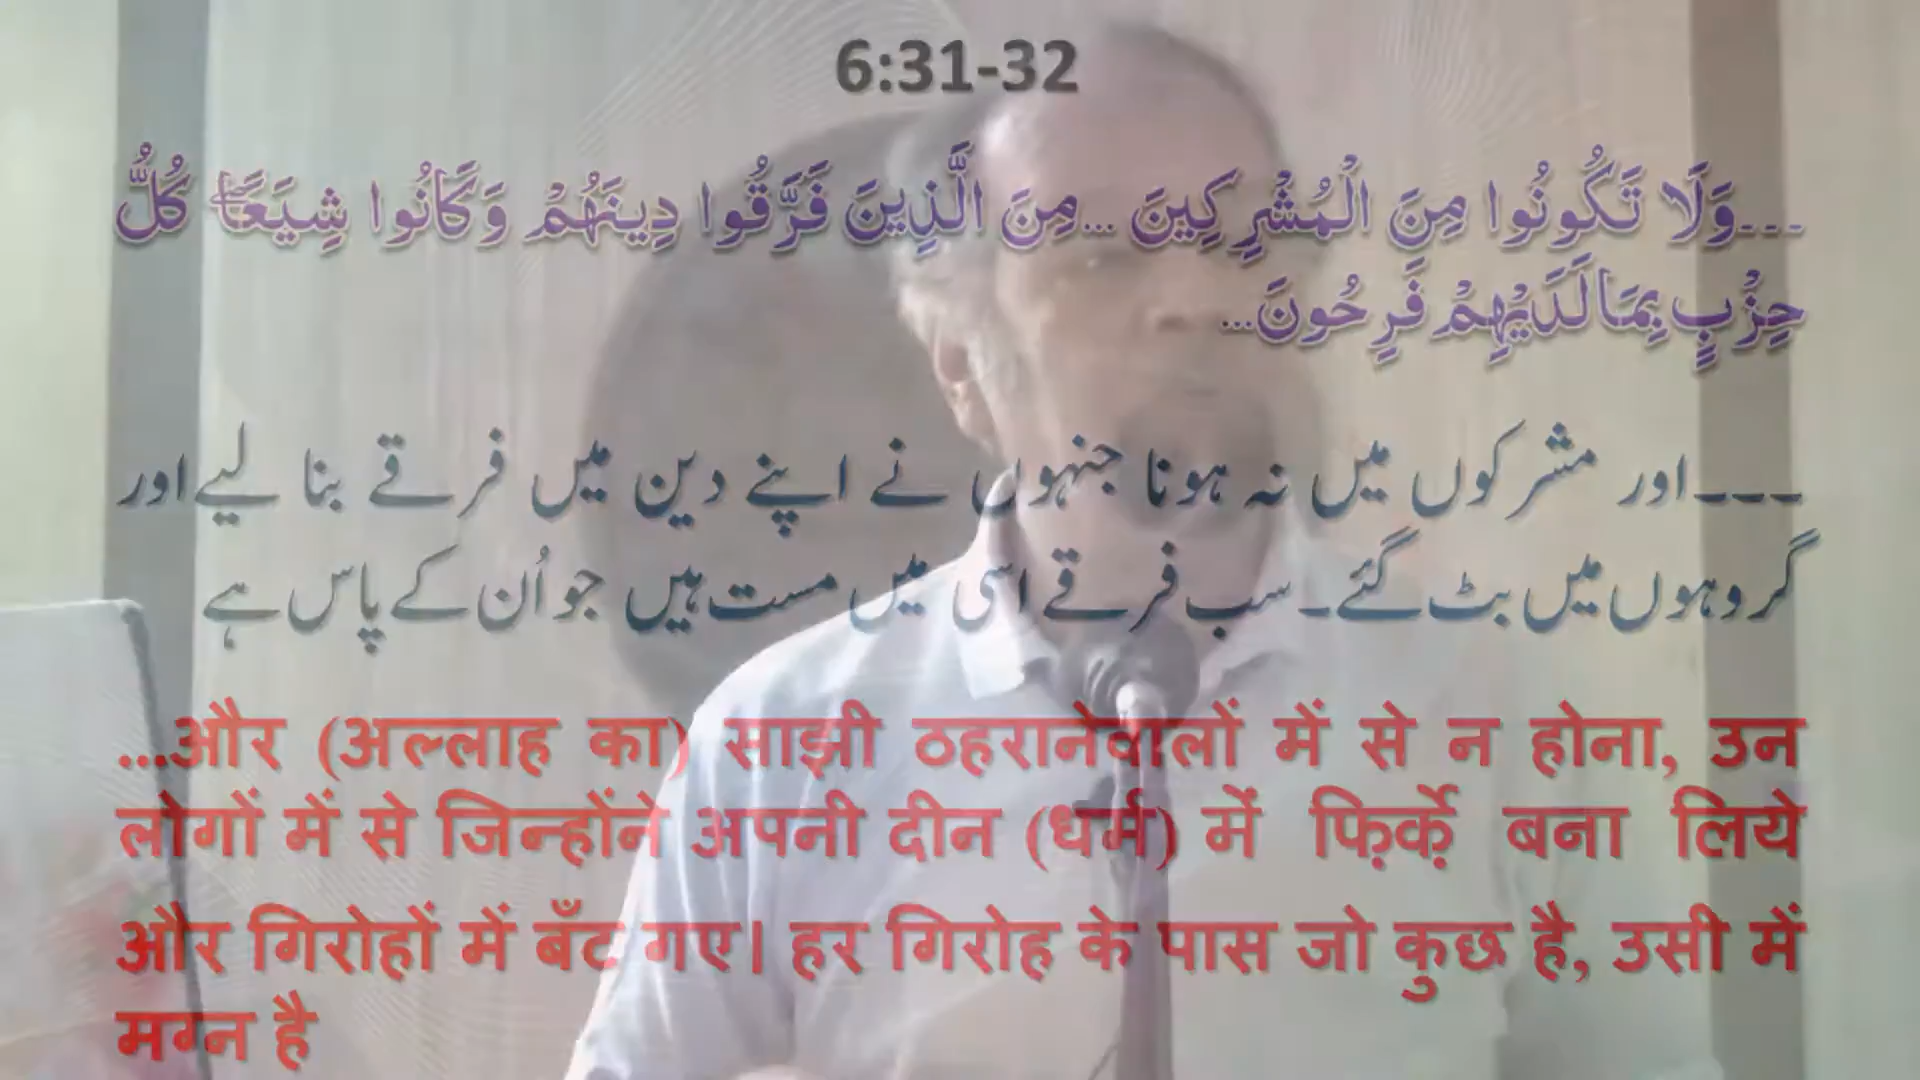 6:31-32
---وَلَا تَكُونُوا مِنَ الْمُشْرِكِينَ ...مِنَ الَّذِينَ فَرَّقُوا دِينَهُمْ وَكَانُوا شِيَعًا ۖ كُلُّ
حِزْبٍ بِمَا لَدَيْهِمْ فَرِحُونَ...
---اور مشرکوں میں نہ ہونا جنہوں نے اپنے دین میں فرقے بنا لیے اور
گروہوں میں بٹ گئے۔ سب فرقے اسی میں مست ہیں جو اُن کے پاس ہے
...और (अल्लाह का) साझी ठहरानेवालों में से न होना, उन
लोगों में से जिन्होंने अपनी दीन (धर्म) में फ़िर्क़े बना लिये
और गिरोहों में बँट गए। हर गिरोह के पास जो कुछ है, उसी में
मग्न है